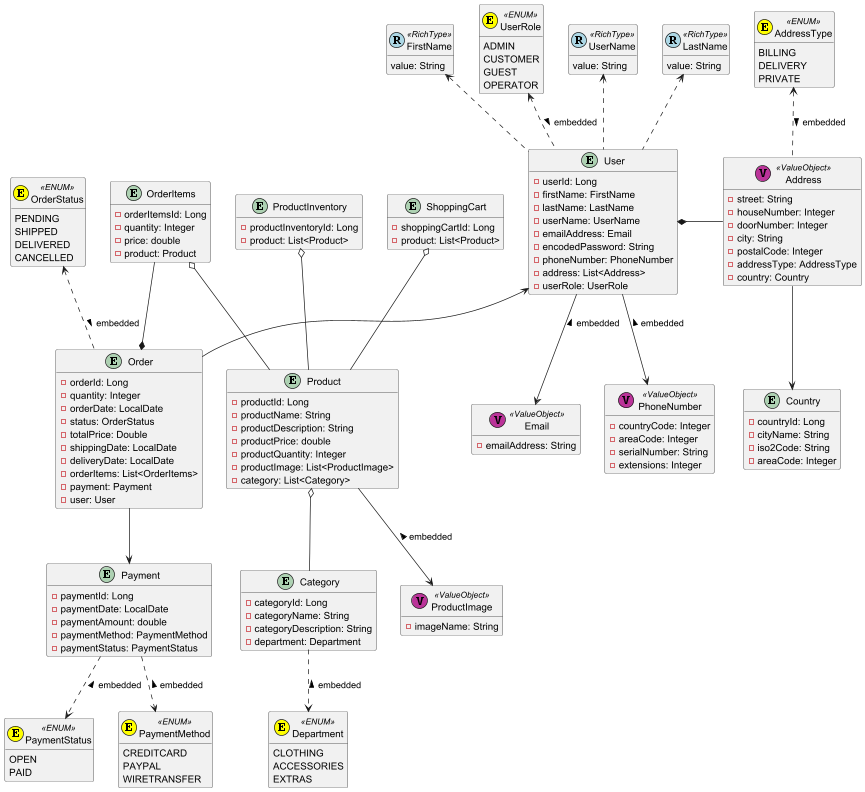 R «RichType» FirstName
value: String
E «ENUM» UserRole
ADMIN
CUSTOMER
GUEST
OPERATOR
R «RichType» UserName
value: String
R «RichType» LastName
value: String
E «ENUM» AddressType
BILLING
DELIVERY
PRIVATE
embedded
embedded
E «ENUM» OrderStatus
PENDING
SHIPPED
DELIVERED
CANCELLED
E OrderItems
orderItemsId: Long
quantity: Integer
price: double
product: Product
E ProductInventory
productInventoryId: Long
product: List<Product>
E ShoppingCart
shoppingCartId: Long
product: List<Product>
E User
userId: Long
firstName: FirstName
lastName: LastName
userName: UserName
emailAddress: Email
encodedPassword: String
phoneNumber: PhoneNumber
address: List<Address>
userRole: UserRole
V «ValueObject» Address
street: String
houseNumber: Integer
doorNumber: Integer
city: String
postalCode: Integer
addressType: AddressType
country: Country
embedded
embedded
embedded
E Order
orderId: Long
quantity: Integer
orderDate: LocalDate
status: OrderStatus
totalPrice: Double
shippingDate: LocalDate
deliveryDate: LocalDate
orderItems: List<OrderItems>
payment: Payment
user: User
E Product
productId: Long
productName: String
productDescription: String
productPrice: double
productQuantity: Integer
productImage: List<ProductImage>
category: List<Category>
V «ValueObject» Email
emailAddress: String
V «ValueObject» PhoneNumber
countryCode: Integer
areaCode: Integer
serialNumber: String
extensions: Integer
E Country
countryId: Long
cityName: String
iso2Code: String
areaCode: Integer
embedded
E Payment
paymentId: Long
paymentDate: LocalDate
paymentAmount: double
paymentMethod: PaymentMethod
paymentStatus: PaymentStatus
E Category
categoryId: Long
categoryName: String
categoryDescription: String
department: Department
V «ValueObject» ProductImage
imageName: String
embedded
embedded
embedded
E «ENUM» PaymentStatus
OPEN
PAID
E «ENUM» PaymentMethod
CREDITCARD
PAYPAL
WIRETRANSFER
E «ENUM» Department
CLOTHING
ACCESSORIES
EXTRAS